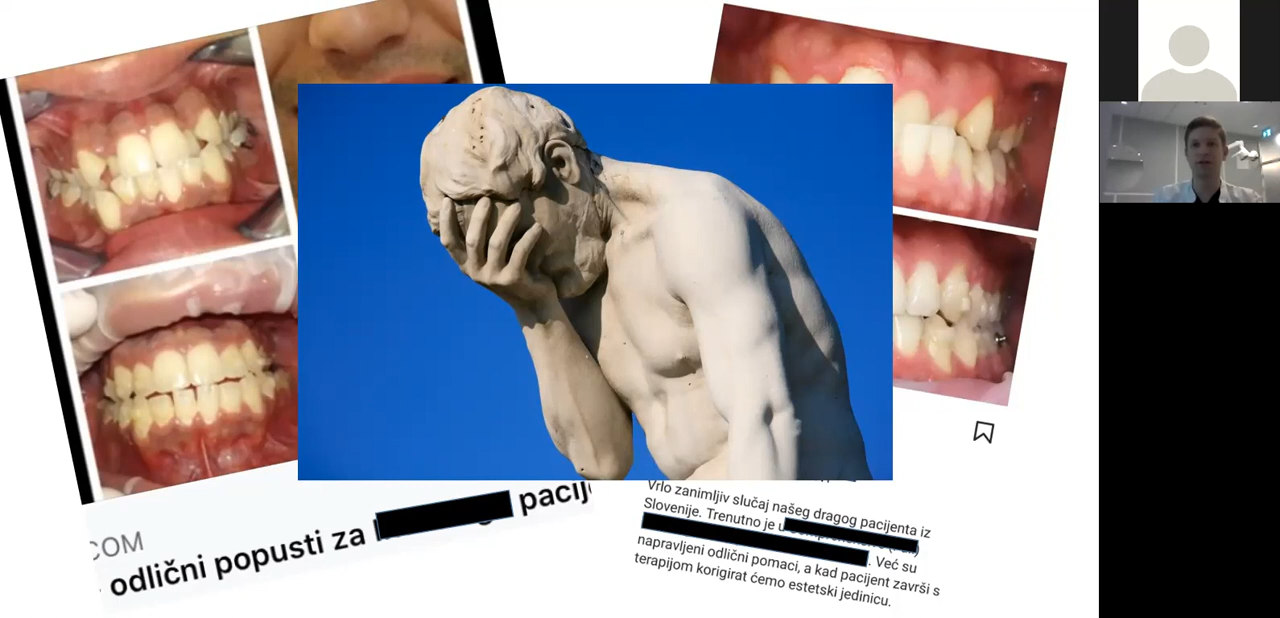 COM
odlični popusti za
Vrlo zanimljiv slučaj našeg dragog pacijenta iz
Slovenije. Trenutno je u
Već su
napravljeni odlični pomaci, a kad pacijent završi s
terapijom korigirat ćemo estetski jedinicu.